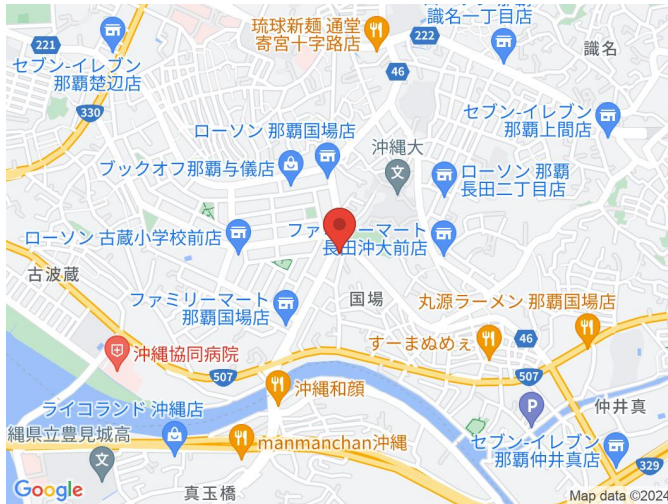 琉球新麺 通堂
寄宮十字路店
222
セブン-イレブン
識名一丁目店
識名
221
セブン-イレブン
那覇楚辺店
46
330
セブン-イレブン
那覇上間店
ローソン 那覇国場店
沖縄大
ブックオフ那覇与儀店
ローソン 那覇
長田二丁目店
ローソン 古蔵小学校前店
ファミリーマート
長田沖大前店
古波蔵
国場
ファミリーマート
那覇国場店
丸源ラーメン 那覇国場店
すーまぬめぇ
46
沖縄協同病院
507
507
沖縄和顔
ライコランド 沖縄店
P
仲井真
縄県立豊見城高
manmanchan沖縄
セブン-イレブン
那覇仲井真店
329
真玉橋
Google
Map data ©2024